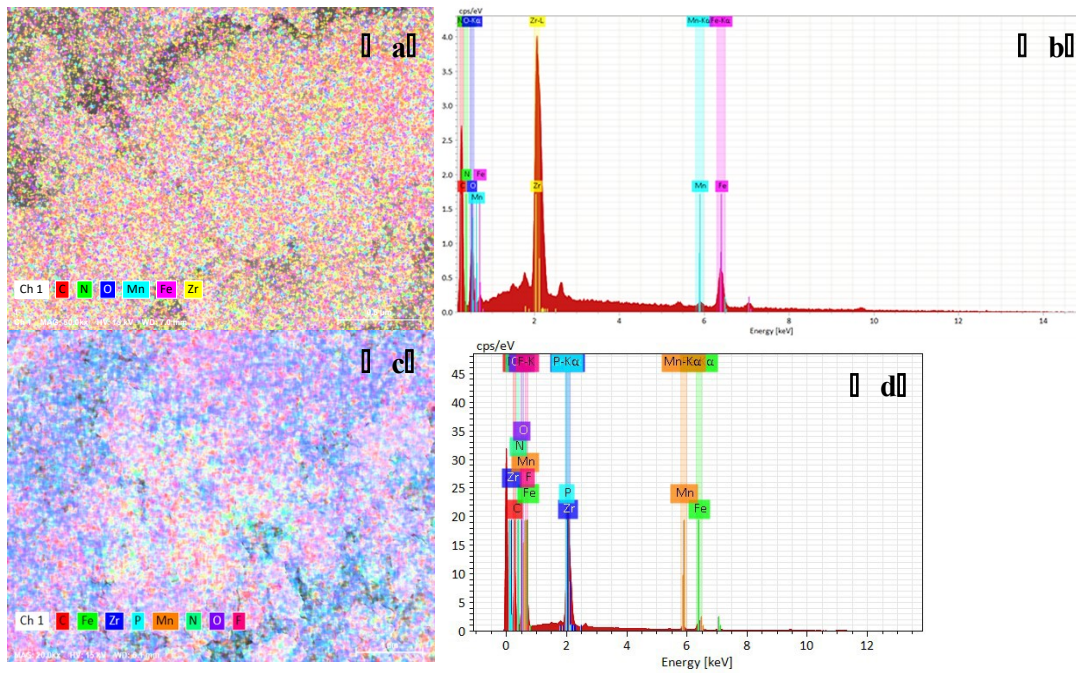 a
Ch 1 C N O Mn Fe Zr
cps/eV
N O-Kα Zr-L Mn-Kα Fe-Kα
b
4.0
3.5
3.0
2.5
2.0
N Fe
C O Zr Mn Fe
Mn
1.5
1.0
0.5
0.0
2 4 6 8 10 12 14
Energy [keV]
c
Ch 1 C Fe Zr P Mn N O F
cps/eV
F-K P-Kα Mn-Kα α
d
45
40
35
O
30
N
Mn
Zr F
25
Fe P Mn
C Zr Fe
20
15
10
5
0
0 2 4 6 8 10 12
Energy [keV]